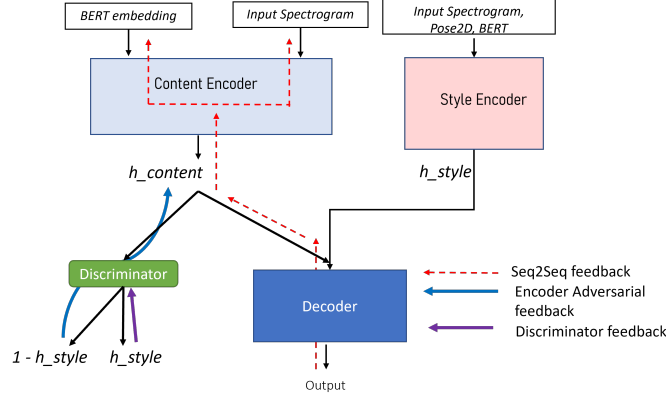 BERT embedding
Input Spectrogram
Input Spectrogram,
Pose2D, BERT
Content Encoder
Style Encoder
h_content
h_style
Discriminator
Decoder
1 - h_style
h_style
Output
Seq2Seq feedback
Encoder Adversarial
feedback
Discriminator feedback